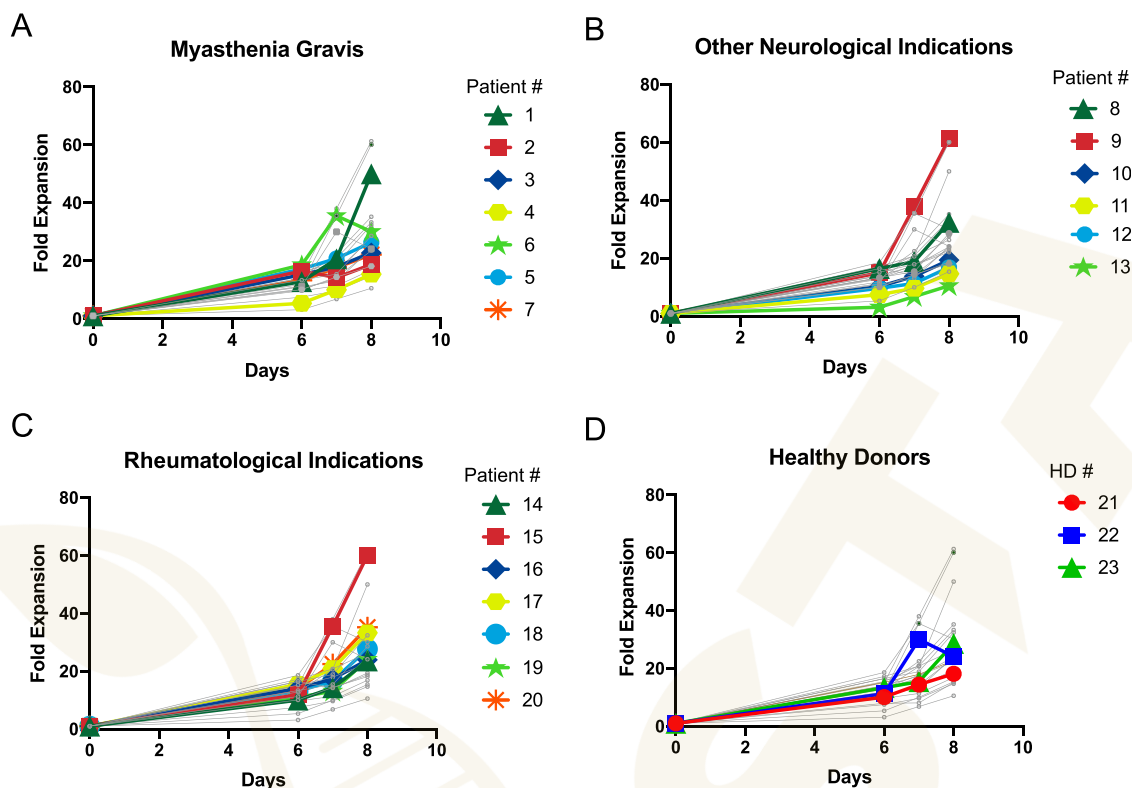 A
Myasthenia Gravis
Fold Expansion
80
60
40
20
0
0 2 4 6 8 10
Days
Patient #
1
2
3
4
6
5
7
B
Other Neurological Indications
Fold Expansion
80
60
40
20
0
0 2 4 6 8 10
Days
Patient #
8
9
10
11
12
13
C
Rheumatological Indications
Fold Expansion
80
60
40
20
0
0 2 4 6 8 10
Days
Patient #
14
15
16
17
18
19
20
D
Healthy Donors
Fold Expansion
80
60
40
20
0
0 2 4 6 8 10
Days
HD #
21
22
23